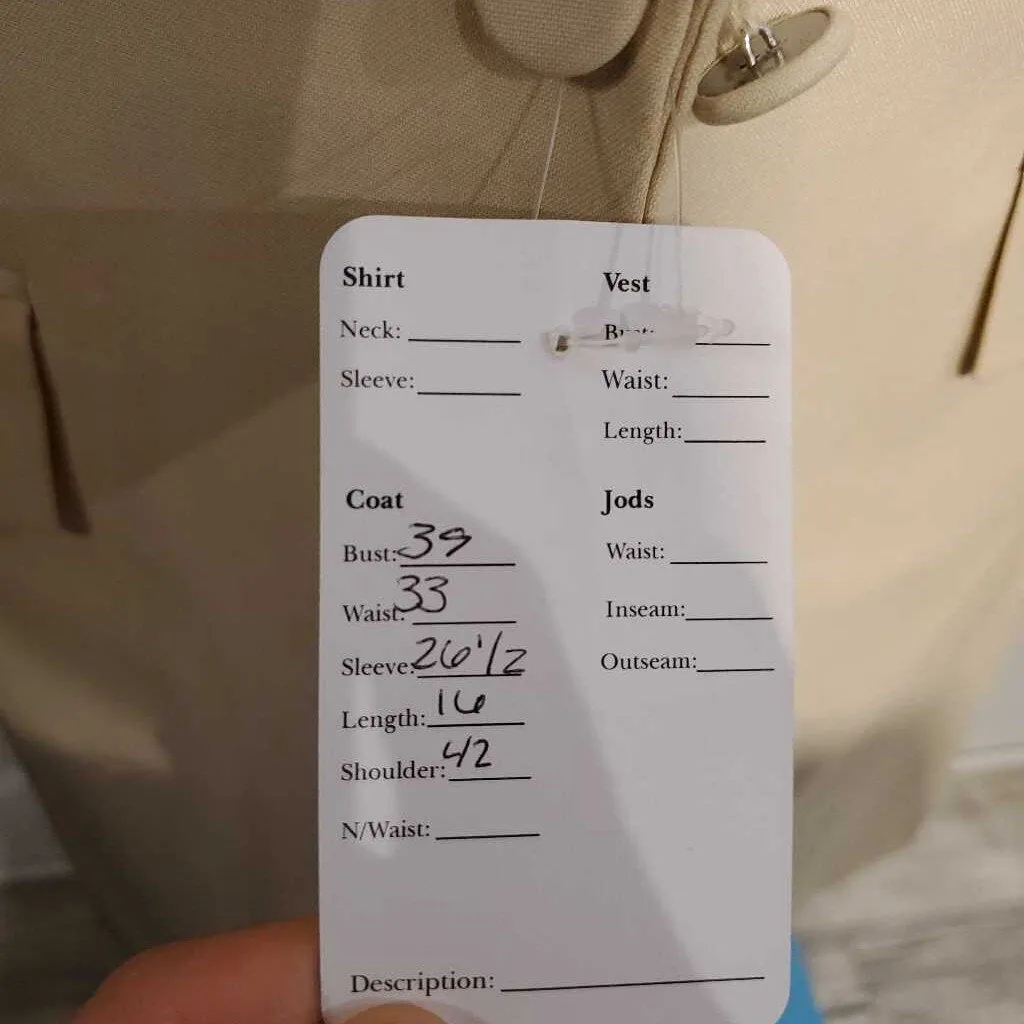 Shirt
Neck:
Sleeve:
Vest
Waist:
Length:
Coat
Bust: 39
Waist: 33
Sleeve: 26 1/2
Length: 16
Shoulder: 42
N/Waist:
Jods
Waist:
Inseam:
Outseam:
Description: